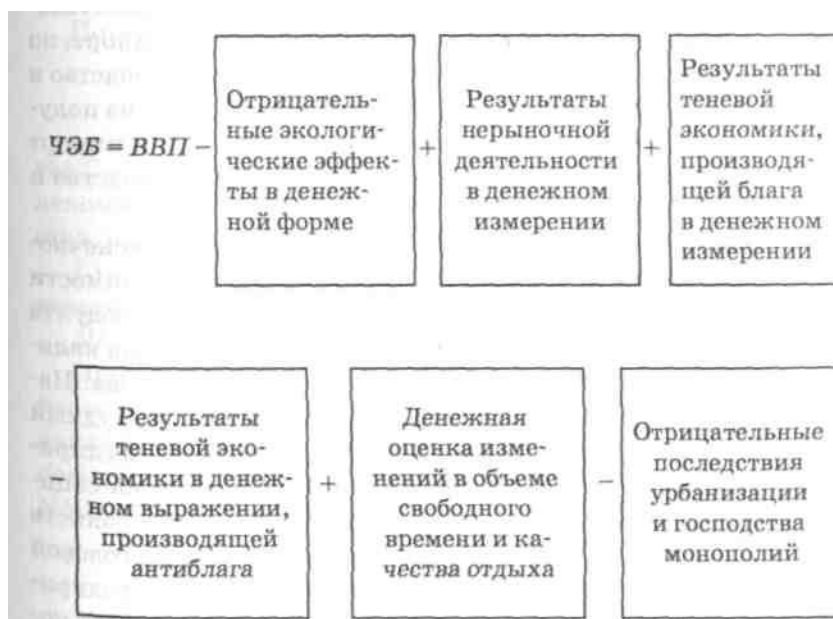 ЧЭБ = ВВП −
Отрицатель-
ные экологи-
ческие эффек-
ты в денеж-
ной форме
+
Результаты
нерыночной
деятельности
в денежном
измерении
+
Результаты
теневой
экономики,
производя-
щей блага
в денежном
измерении
−
Результаты
теневой эко-
номики в денеж-
ном выражении,
производящей
антиблага
+
Денежная
оценка изме-
нений в объеме
свободного
времени и ка-
чества отдыха
−
Отрицательные
последствия
урбанизации
и господства
монополий